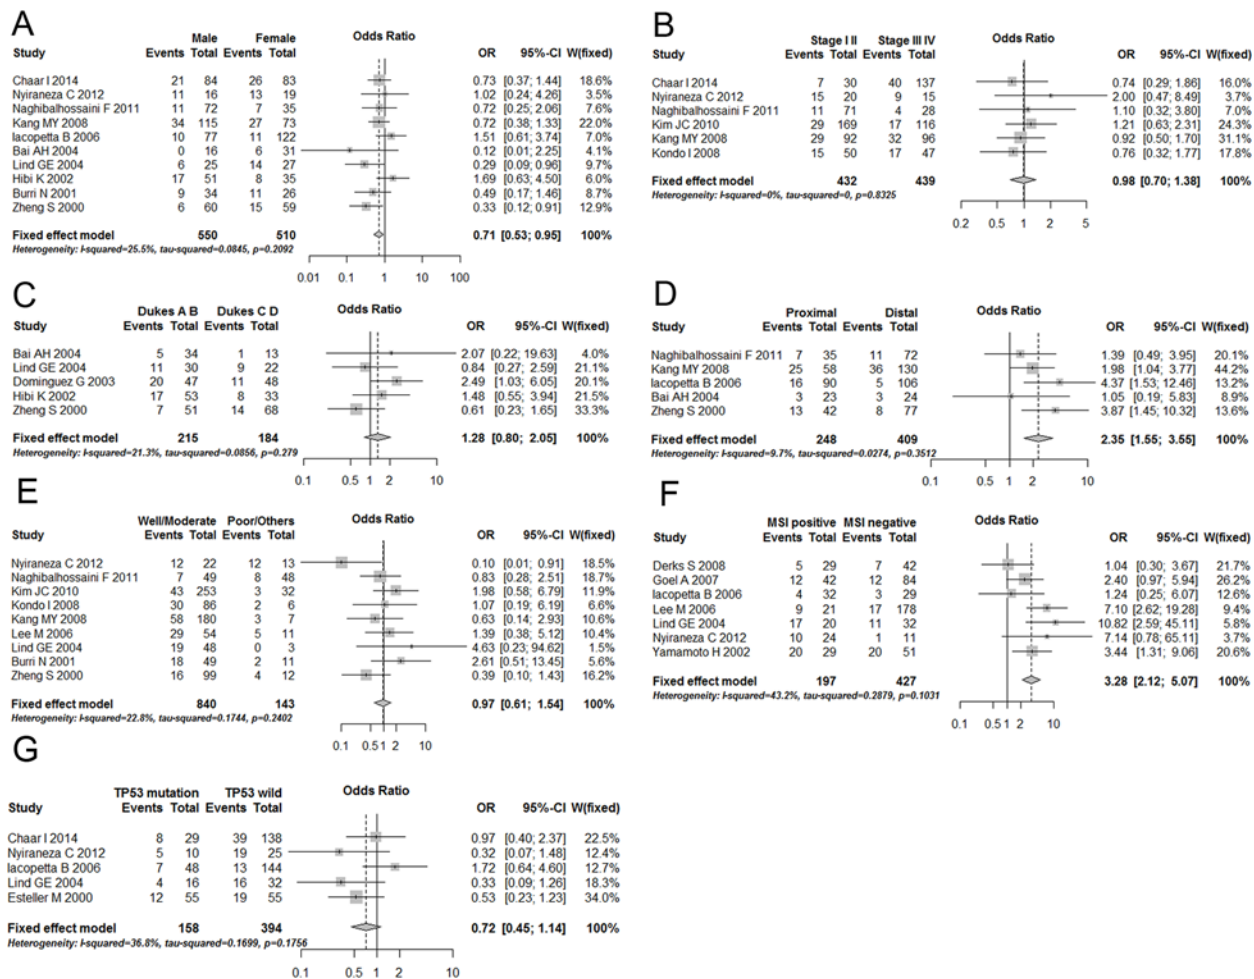 A
Male Female Odds Ratio
Study Events Total Events Total OR 95%-CI W(fixed)
Chaar I 2014 21 84 26 83 0.73 [0.37; 1.44] 18.6%
Nyiraneza C 2012 11 16 13 19 1.02 [0.24; 4.26] 3.5%
Naghibalhossaini F 2011 11 72 7 35 0.72 [0.25; 2.06] 7.6%
Kang MY 2008 34 115 27 73 0.72 [0.38; 1.33] 22.0%
Iacopetta B 2006 10 77 11 122 1.51 [0.61; 3.74] 7.0%
Bai AH 2004 0 16 6 31 0.12 [0.01; 2.25] 4.1%
Lind GE 2004 6 25 14 27 0.29 [0.09; 0.96] 9.7%
Hibi K 2002 17 51 8 35 1.69 [0.63; 4.50] 6.0%
Burri N 2001 9 34 11 26 0.49 [0.17; 1.46] 8.7%
Zheng S 2000 6 60 15 59 0.33 [0.12; 0.91] 12.9%
Fixed effect model 550 510 0.71 [0.53; 0.95] 100%
Heterogeneity: I-squared=25.5%, tau-squared=0.0845, p=0.2092
0.01 0.1 1 10 100
B
Stage I II Stage III IV Odds Ratio
Study Events Total Events Total OR 95%-CI W(fixed)
Chaar I 2014 7 30 40 137 0.74 [0.29; 1.86] 16.0%
Nyiraneza C 2012 15 20 9 15 2.00 [0.47; 8.49] 3.7%
Naghibalhossaini F 2011 11 71 4 28 1.10 [0.32; 3.80] 7.0%
Kim JC 2010 29 169 17 116 1.21 [0.63; 2.31] 24.3%
Kang MY 2008 29 92 32 96 0.92 [0.50; 1.70] 31.1%
Kondo I 2008 15 50 17 47 0.76 [0.32; 1.77] 17.8%
Fixed effect model 432 439 0.98 [0.70; 1.38] 100%
Heterogeneity: I-squared=0%, tau-squared=0, p=0.8325
0.2 0.5 1 2 5
C
Dukes A B Dukes C D Odds Ratio
Study Events Total Events Total OR 95%-CI W(fixed)
Bai AH 2004 5 34 1 13 2.07 [0.22; 19.63] 4.0%
Lind GE 2004 11 30 9 22 0.84 [0.27; 2.59] 21.1%
Dominguez G 2003 20 47 11 48 2.49 [1.03; 6.05] 20.1%
Hibi K 2002 17 53 8 33 1.48 [0.55; 3.94] 21.5%
Zheng S 2000 7 51 14 68 0.61 [0.23; 1.65] 33.3%
Fixed effect model 215 184 1.28 [0.80; 2.05] 100%
Heterogeneity: I-squared=21.3%, tau-squared=0.0856, p=0.279
0.1 0.5 1 2 10
D
Proximal Distal Odds Ratio
Study Events Total Events Total OR 95%-CI W(fixed)
Naghibalhossaini F 2011 7 35 11 72 1.39 [0.49; 3.95] 20.1%
Kang MY 2008 25 58 36 130 1.98 [1.04; 3.77] 44.2%
Iacopetta B 2006 16 90 5 106 4.37 [1.53; 12.46] 13.1%
Bai AH 2004 3 23 3 24 1.05 [0.19; 5.83] 8.9%
Zheng S 2000 13 42 8 77 3.87 [1.45; 10.32] 13.6%
Fixed effect model 248 409 2.35 [1.55; 3.55] 100%
Heterogeneity: I-squared=9.7%, tau-squared=0.0274, p=0.3512
0.1 0.5 1 2 10
E
Well/Moderate Poor/Others Odds Ratio
Study Events Total Events Total OR 95%-CI W(fixed)
Nyiraneza C 2012 12 22 12 13 0.10 [0.01; 0.91] 18.5%
Naghibalhossaini F 2011 7 49 8 48 0.83 [0.28; 2.51] 18.7%
Kim JC 2010 43 253 3 32 1.98 [0.58; 6.79] 11.9%
Kondo I 2008 30 86 2 6 1.07 [0.19; 6.19] 6.6%
Kang MY 2008 58 180 3 7 0.63 [0.14; 2.93] 10.6%
Lee M 2006 29 54 5 11 1.39 [0.38; 5.12] 10.4%
Lind GE 2004 19 48 0 3 4.63 [0.23; 94.62] 1.5%
Burri N 2001 18 49 2 11 2.61 [0.51; 13.45] 5.6%
Zheng S 2000 16 99 4 12 0.39 [0.10; 1.43] 16.2%
Fixed effect model 840 143 0.97 [0.61; 1.54] 100%
Heterogeneity: I-squared=22.8%, tau-squared=0.1744, p=0.2402
0.1 0.5 1 2 10
F
MSI positive MSI negative Odds Ratio
Study Events Total Events Total OR 95%-CI W(fixed)
Derks S 2008 5 29 7 42 1.04 [0.30; 3.67] 21.7%
Goel A 2007 12 42 12 84 2.40 [0.97; 5.94] 26.2%
Iacopetta B 2006 4 32 3 29 1.24 [0.25; 6.07] 12.6%
Lee M 2006 9 21 17 178 7.10 [2.62; 19.28] 9.4%
Lind GE 2004 17 20 11 32 10.82 [2.59; 45.11] 5.8%
Nyiraneza C 2012 10 24 1 11 7.14 [0.78; 65.11] 3.7%
Yamamoto H 2002 20 29 20 51 3.44 [1.31; 9.06] 20.6%
Fixed effect model 197 427 3.28 [2.12; 5.07] 100%
Heterogeneity: I-squared=43.2%, tau-squared=0.2879, p=0.1031
0.1 0.5 1 2 10
G
TP53 mutation TP53 wild Odds Ratio
Study Events Total Events Total OR 95%-CI W(fixed)
Chaar I 2014 8 29 39 138 0.97 [0.40; 2.37] 22.5%
Nyiraneza C 2012 5 10 19 25 0.32 [0.07; 1.48] 12.4%
Iacopetta B 2006 7 48 13 144 1.72 [0.64; 4.60] 12.7%
Lind GE 2004 4 16 16 32 0.33 [0.09; 1.26] 18.3%
Esteller M 2000 12 55 19 55 0.53 [0.23; 1.23] 34.0%
Fixed effect model 158 394 0.72 [0.45; 1.14] 100%
Heterogeneity: I-squared=36.8%, tau-squared=0.1699, p=0.1756
0.1 0.5 1 2 10